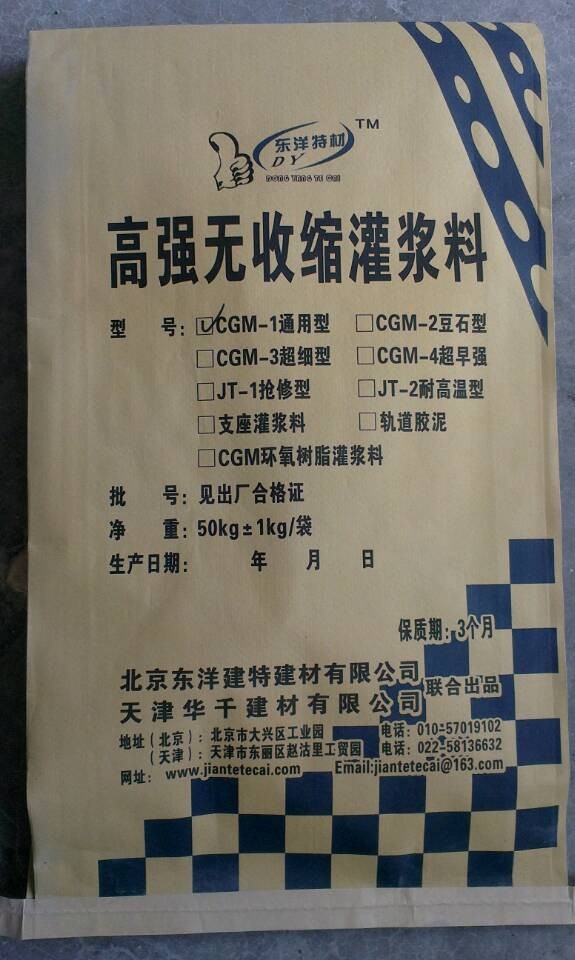 东洋特材 TM
DY
DONG YANG TE CAI
高强无收缩灌浆料
型 号: ☑CGM-1通用型 □CGM-2豆石型
□CGM-3超细型 □CGM-4超早强
□JT-1抢修型 □JT-2耐高温型
□支座灌浆料 □轨道胶泥
□CGM环氧树脂灌浆料
批 号: 见出厂合格证
净 重: 50kg±1kg/袋
生产日期: 年 月 日
保质期: 3个月
北京东洋建特建材有限公司
天津华千建材有限公司 联合出品
地址(北京): 北京市大兴区工业园 电话: 010-57019102
(天津): 天津市东丽区赵沽里工贸园 电话: 022-58136632
网址: www.jiantetecai.com Email:jiantetecai@163.com